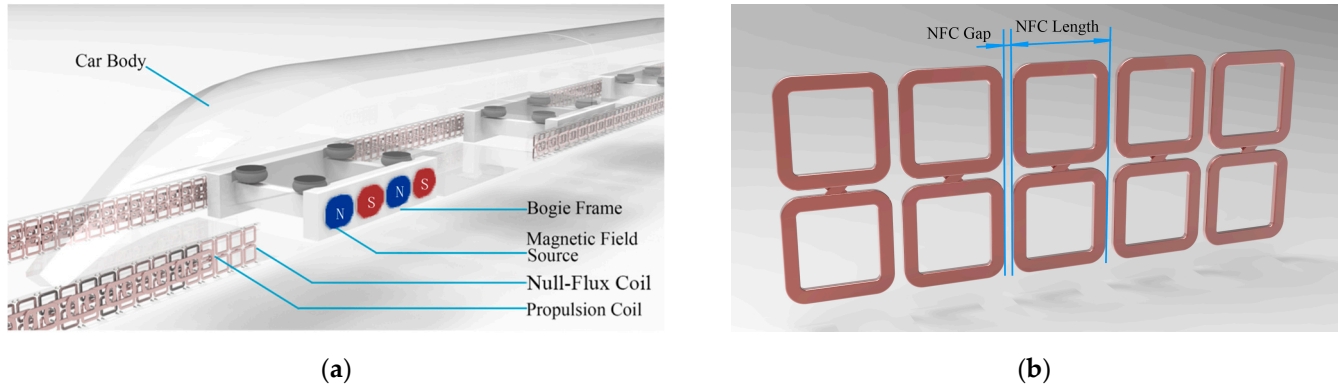 Car Body
N
S
N
S
Bogie Frame
Magnetic Field
Source
Null-Flux Coil
Propulsion Coil
(a)
NFC Gap
NFC Length
(b)